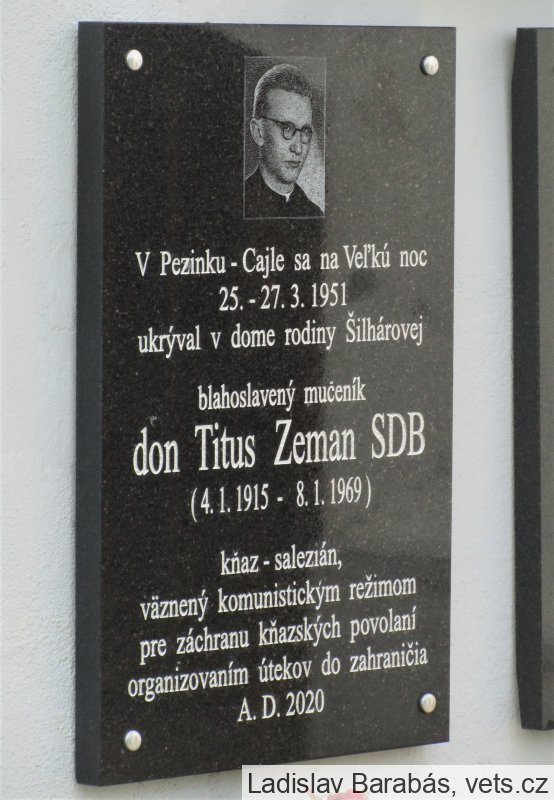 V Pezinku - Cajle sa na Veľkú noc
25. - 27. 3. 1951
ukrýval v dome rodiny Šilhárovej
blahoslavený mučeník
don Titus Zeman SDB
( 4. 1. 1915 - 8. 1. 1969 )
kňaz - salezián,
väznený komunistickým režimom
pre záchranu kňazských povolaní
organizovaním útekov do zahraničia
A. D. 2020
Ladislav Barabás, vets.cz